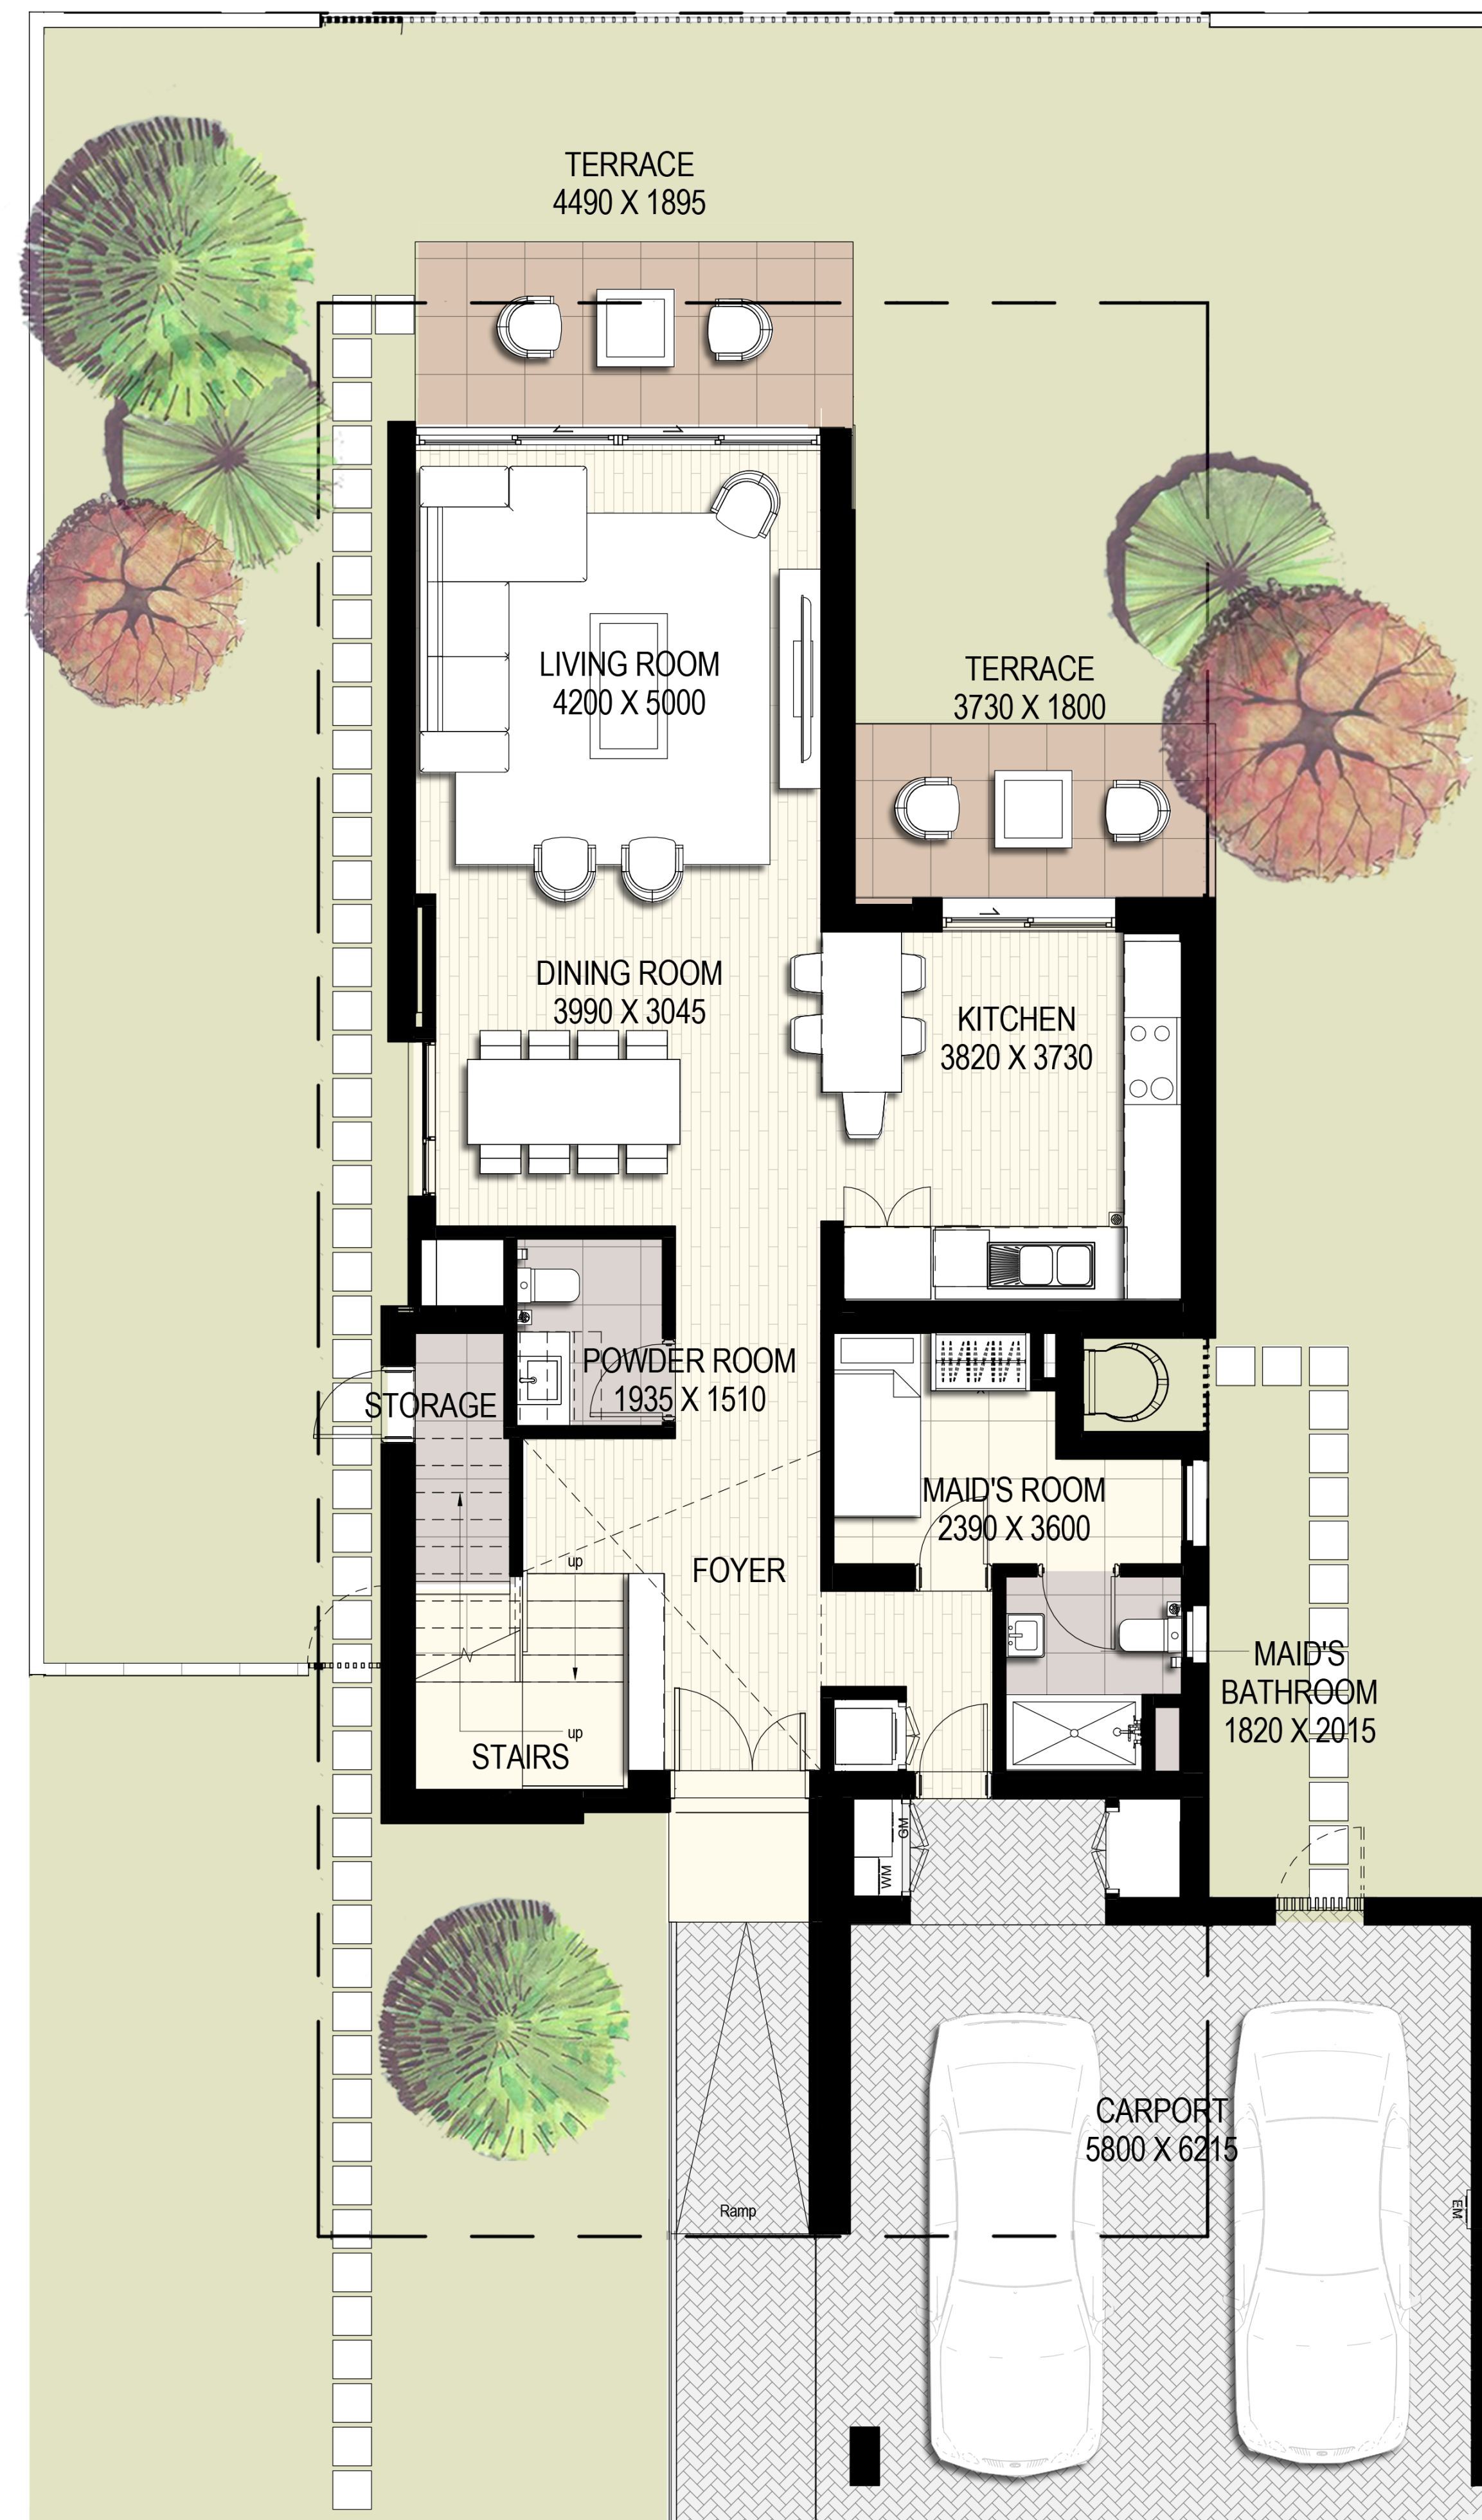 TERRACE
4490 X 1895
LIVING ROOM
4200 X 5000
TERRACE
3730 X 1800
DINING ROOM
3990 X 3045
KITCHEN
3820 X 3730
POWDER ROOM
1935 X 1510
STORAGE
MAID'S ROOM
2390 X 3600
up
FOYER
MAID'S
BATHROOM
1820 X 2015
up
STAIRS
GM
WM
CARPORT
5800 X 6215
Ramp
EM